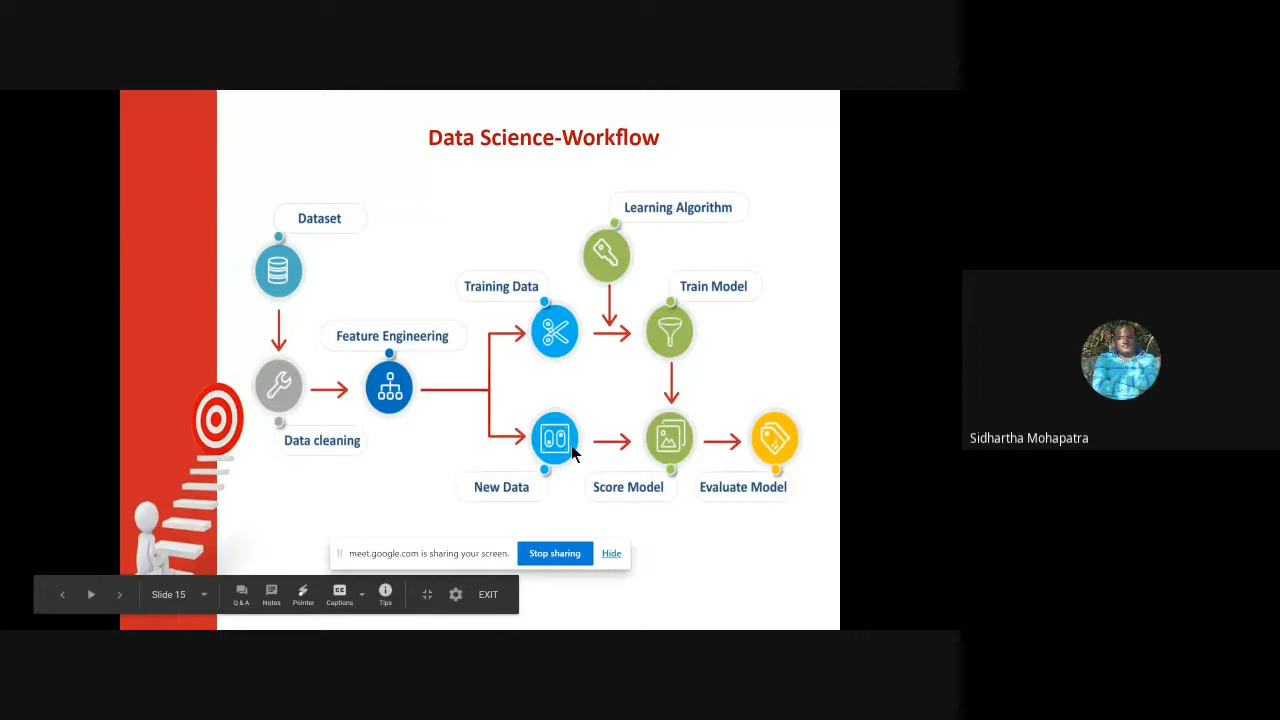 Data Science-Workflow
Learning Algorithm
Dataset
Training Data
Train Model
Feature Engineering
Data cleaning
New Data
Score Model
Evaluate Model
meet.google.com is sharing your screen.
Stop sharing
Hide
Slide 15
Q & A
Notes
Pointer
CC
Captions
Tips
EXIT
Sidhartha Mohapatra